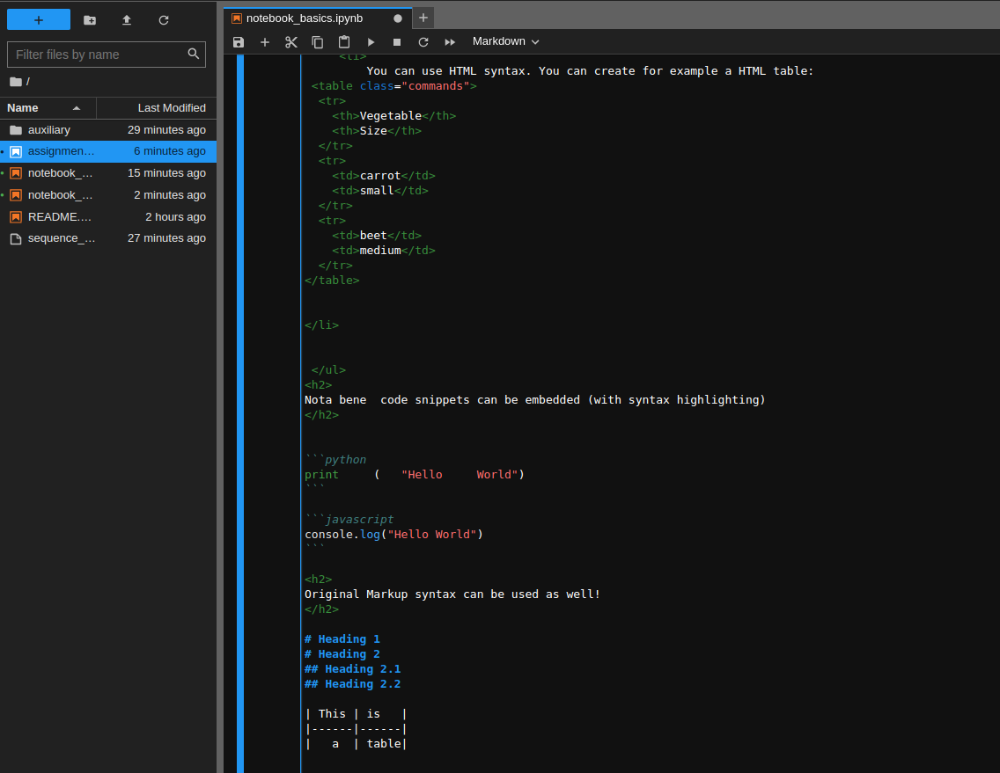 Filter files by name
/
Name Last Modified
auxiliary 29 minutes ago
assignmen… 6 minutes ago
notebook_… 15 minutes ago
notebook_… 2 minutes ago
README.… 2 hours ago
sequence_… 27 minutes ago
notebook_basics.ipynb
Markdown
<li>
You can use HTML syntax. You can create for example a HTML table:
<table class="commands">
<tr>
<th>Vegetable</th>
<th>Size</th>
</tr>
<tr>
<td>carrot</td>
<td>small</td>
</tr>
<tr>
<td>beet</td>
<td>medium</td>
</tr>
</table>
</li>
</ul>
<h2>
Nota bene  code snippets can be embedded (with syntax highlighting)
</h2>
```python
print     (   "Hello     World")
```
```javascript
console.log("Hello World")
```
<h2>
Original Markup syntax can be used as well!
</h2>
# Heading 1
# Heading 2
## Heading 2.1
## Heading 2.2
| This | is   |
|------|------|
|   a  | table|